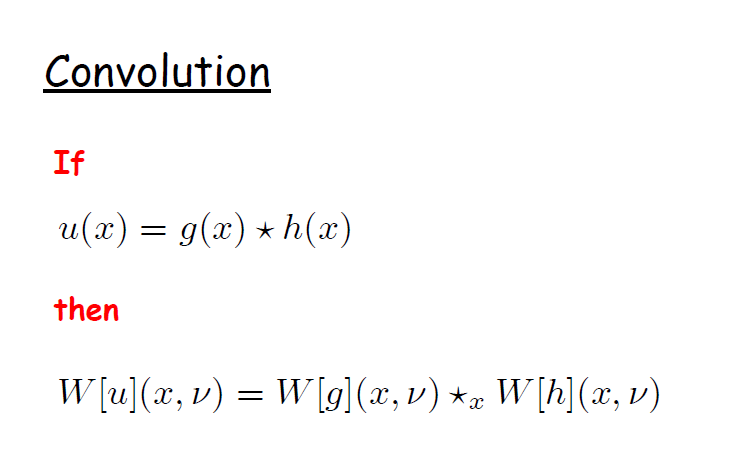 Convolution
If
u(x) = g(x) ⋆ h(x)
then
W[u](x, ν) = W[g](x, ν) ⋆ₓ W[h](x, ν)